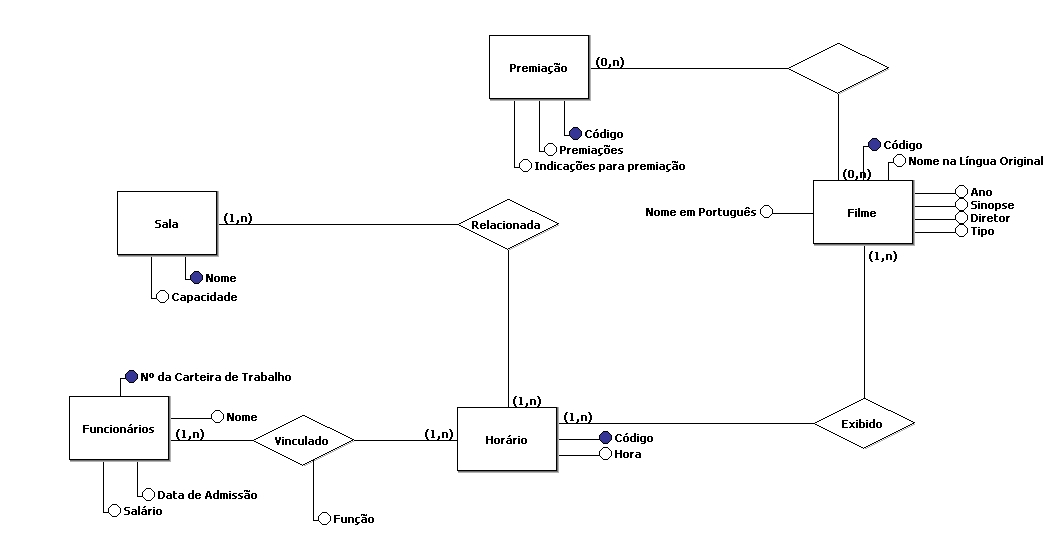 Premiação
(0,n)
Código
Premiações
Indicações para premiação
Código
Nome na Língua Original
(0,n)
Ano
Sinopse
Diretor
Tipo
Nome em Português
Filme
(1,n)
Sala
(1,n)
Relacionada
Nome
Capacidade
Nº da Carteira de Trabalho
Funcionários
Nome
(1,n)
Vinculado
(1,n)
Horário
(1,n)
(1,n)
Código
Hora
Exibido
Data de Admissão
Salário
Função